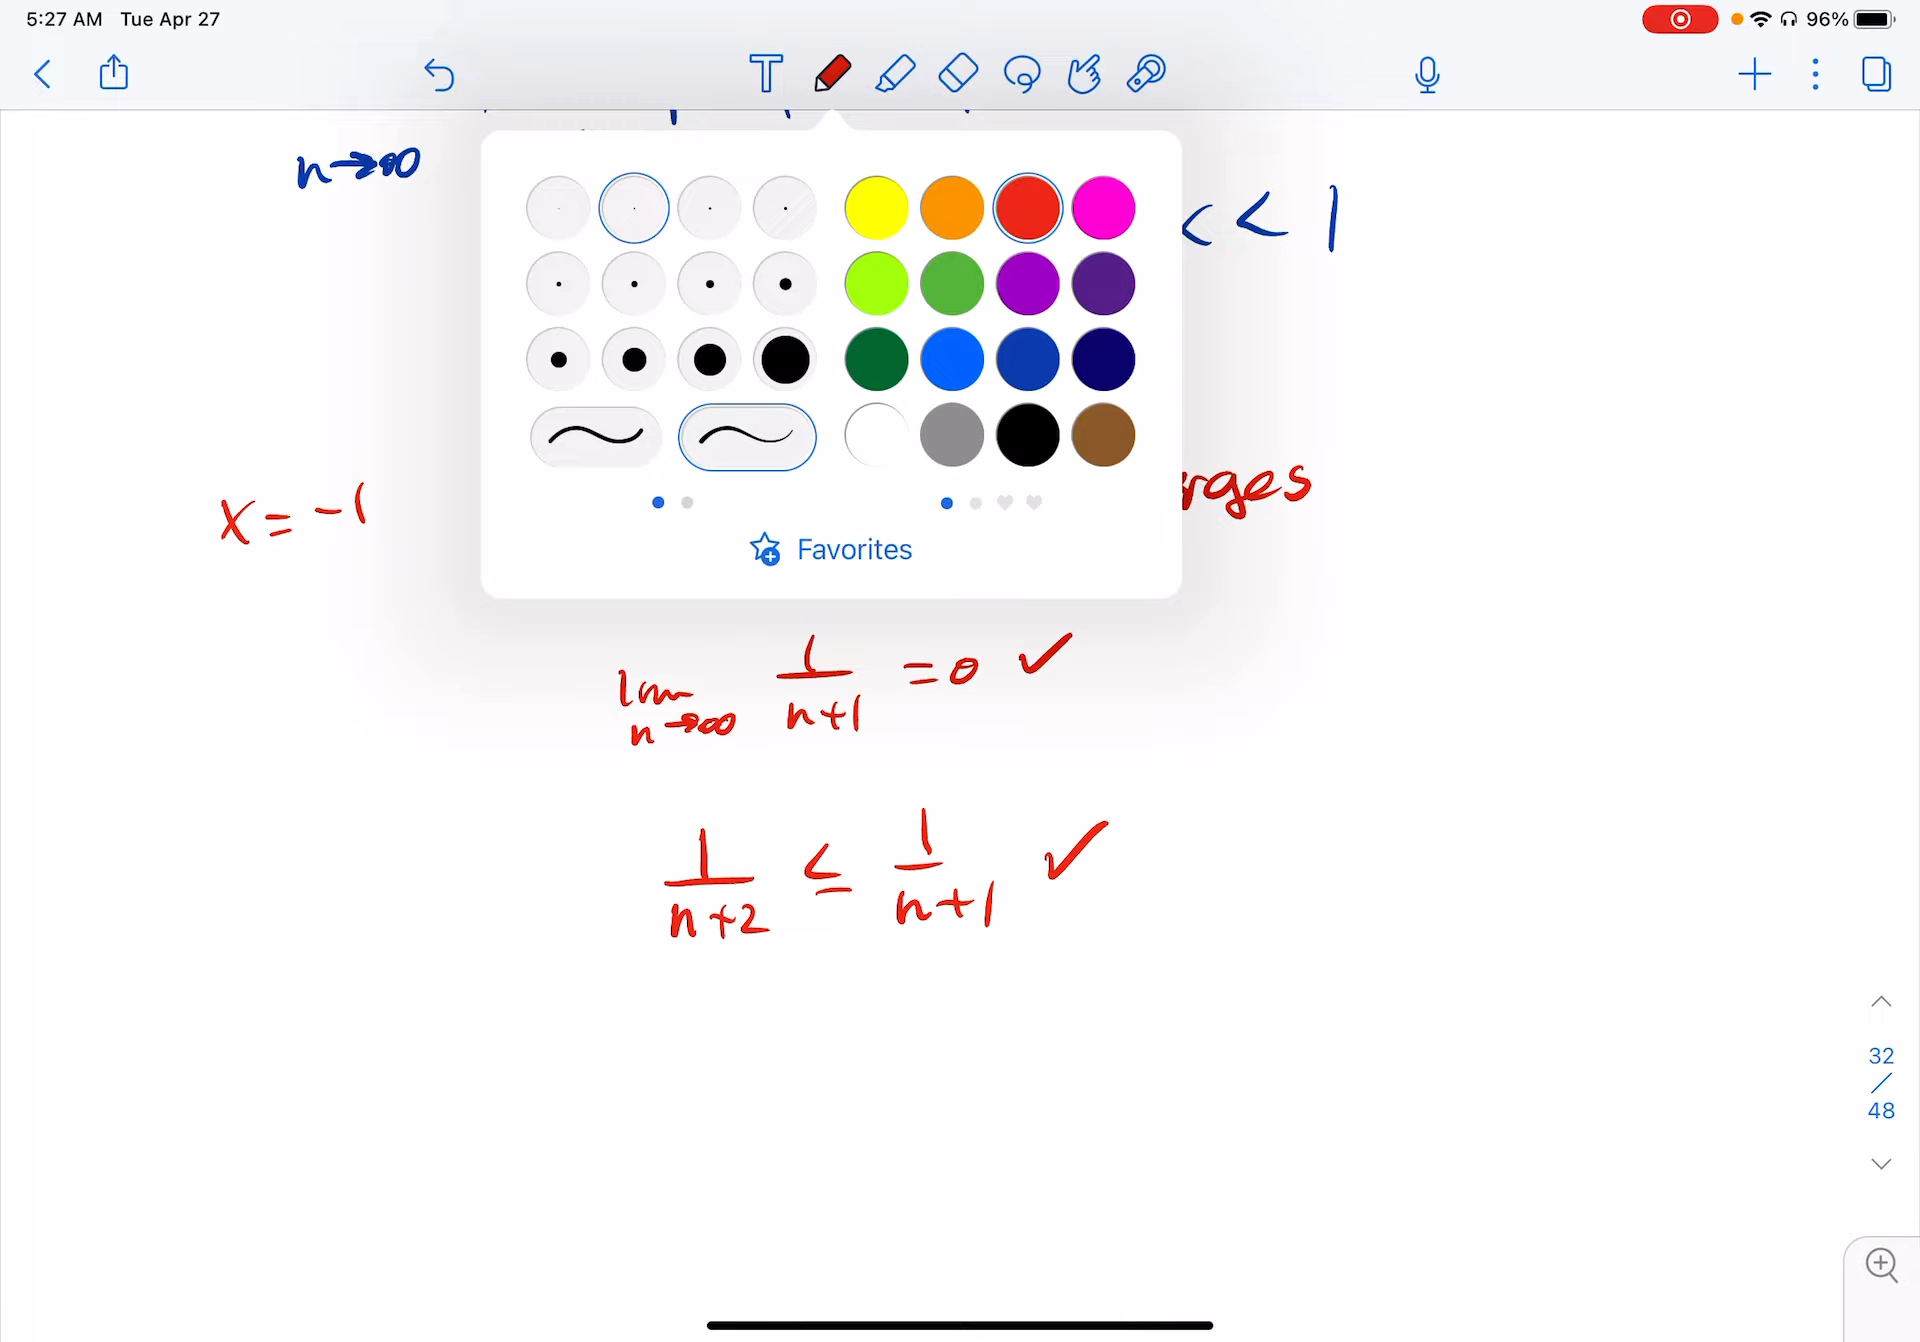 5:27 AM Tue Apr 27 96%
n→∞
< < 1
x = -1
rges
Favorites
lim n→∞ 1/(n+1) = 0 ✓
1/(n+2) ≤ 1/(n+1) ✓
32
/
48